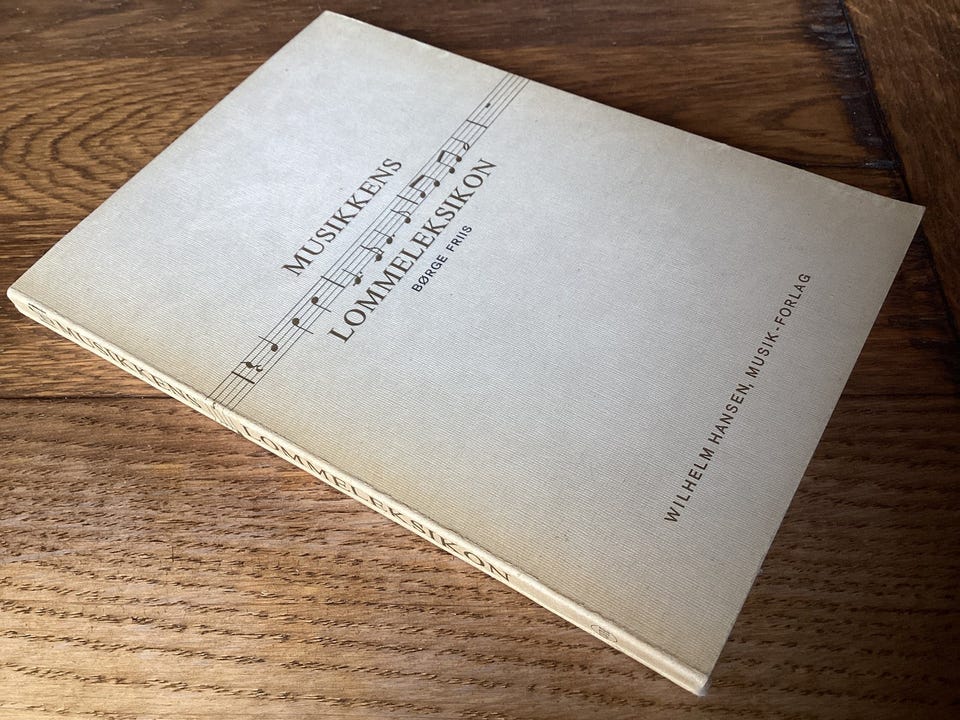 MUSIKKENS
LOMMELEKSIKON
BØRGE FRIIS
WILHELM HANSEN, MUSIK-FORLAG
MUSIKKENS LOMMELEKSIKON